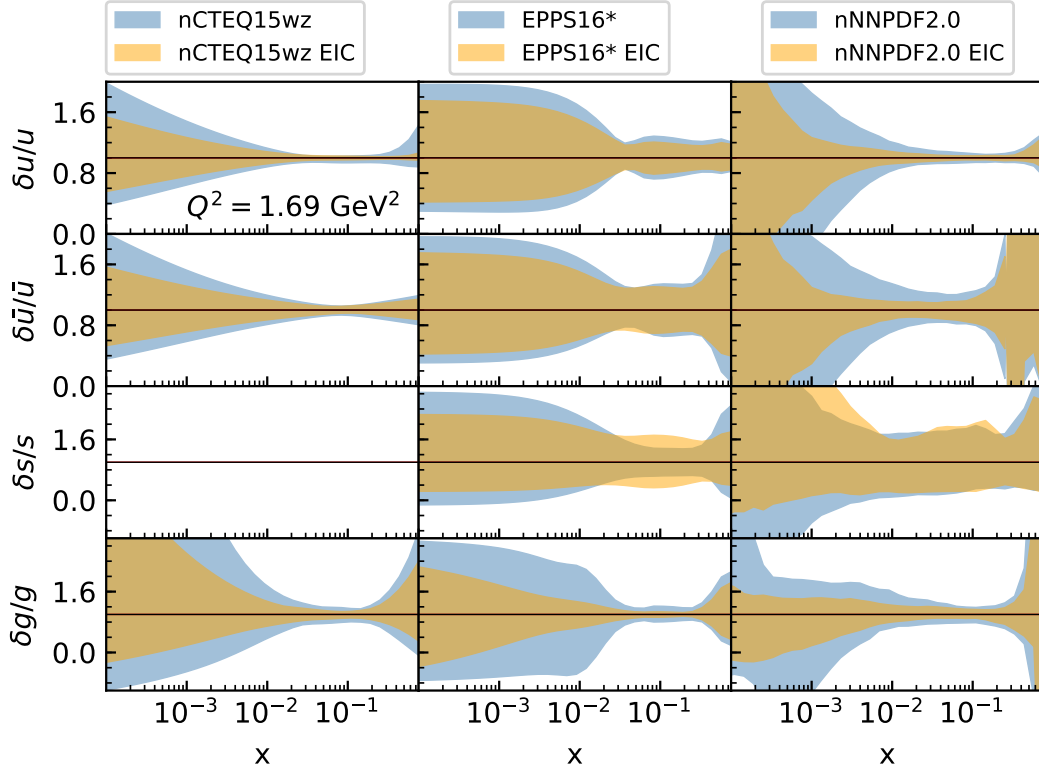 nCTEQ15wz
nCTEQ15wz EIC
EPPS16*
EPPS16* EIC
nNNPDF2.0
nNNPDF2.0 EIC
δu/u
1.6
0.8
0.0
Q² = 1.69 GeV²
δū/ū
1.6
0.8
0.0
δs/s
1.6
0.0
δg/g
1.6
0.0
10⁻³ 10⁻² 10⁻¹ 10⁻³ 10⁻² 10⁻¹ 10⁻³ 10⁻² 10⁻¹
x x x